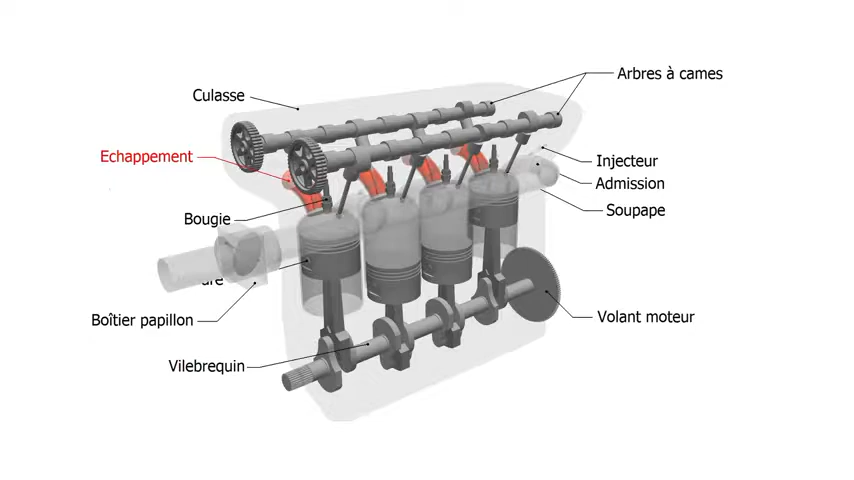 Arbres à cames
Culasse
Echappement
Injecteur
Admission
Soupape
Bougie
Boîtier papillon
Volant moteur
Vilebrequin